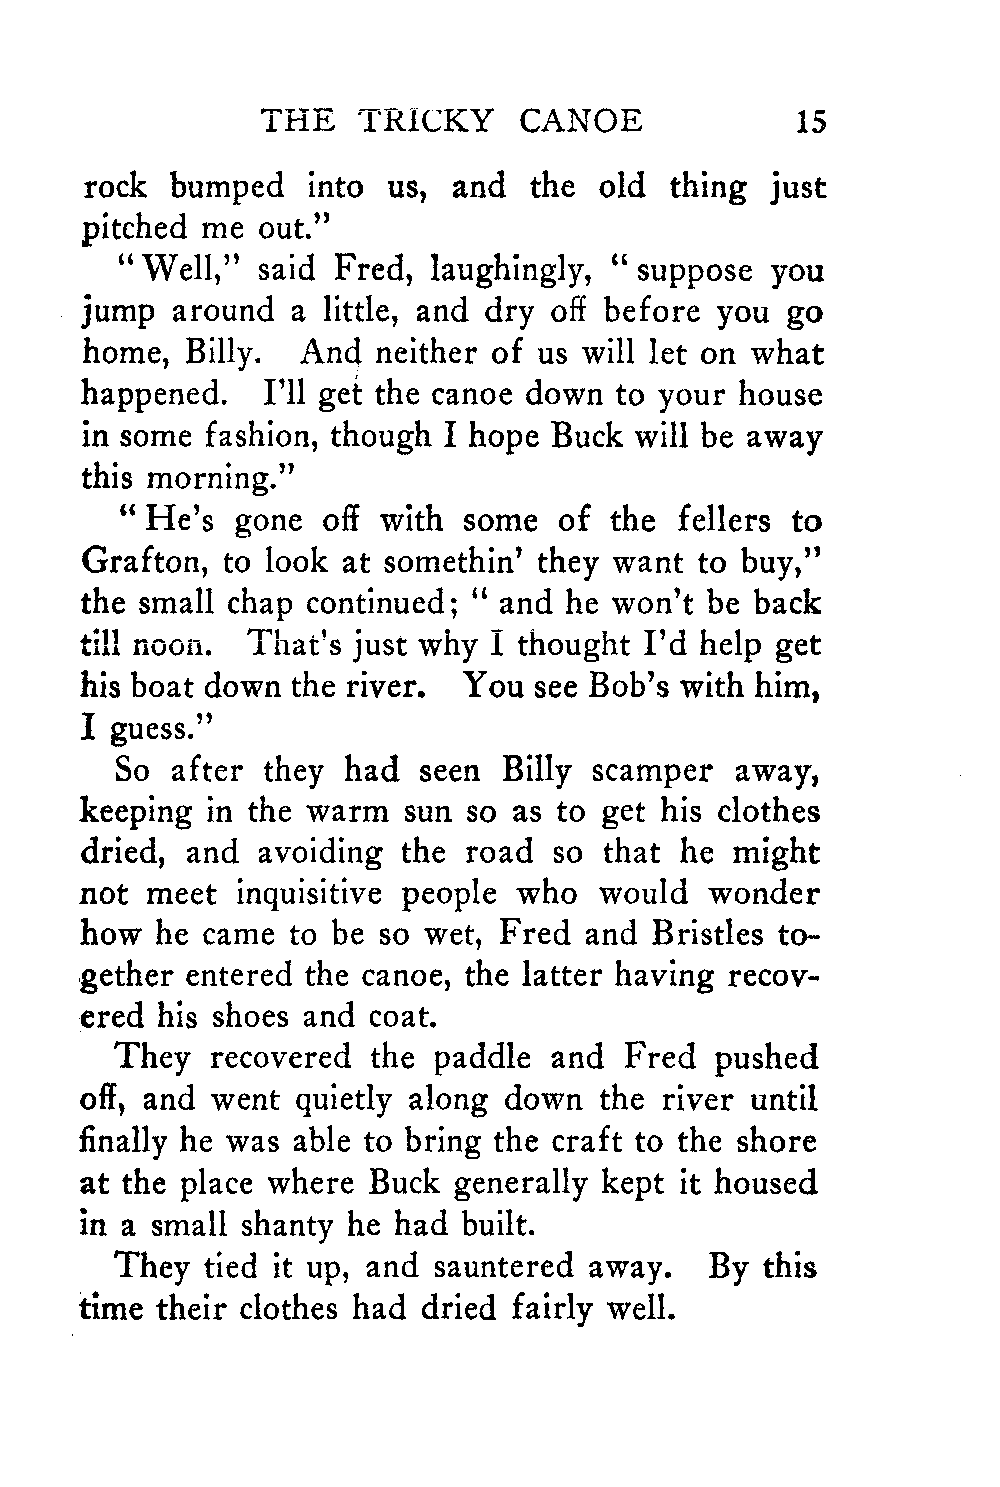 THE TRICKY CANOE 15
rock bumped into us, and the old thing just
pitched me out."
"Well," said Fred, laughingly, "suppose you
jump around a little, and dry off before you go
home, Billy. And neither of us will let on what
happened. I'll get the canoe down to your house
in some fashion, though I hope Buck will be away
this morning."
"He's gone off with some of the fellers to
Grafton, to look at somethin' they want to buy,"
the small chap continued; "and he won't be back
till noon. That's just why I thought I'd help get
his boat down the river. You see Bob's with him,
I guess."
So after they had seen Billy scamper away,
keeping in the warm sun so as to get his clothes
dried, and avoiding the road so that he might
not meet inquisitive people who would wonder
how he came to be so wet, Fred and Bristles to-
gether entered the canoe, the latter having recov-
ered his shoes and coat.
They recovered the paddle and Fred pushed
off, and went quietly along down the river until
finally he was able to bring the craft to the shore
at the place where Buck generally kept it housed
in a small shanty he had built.
They tied it up, and sauntered away. By this
time their clothes had dried fairly well.